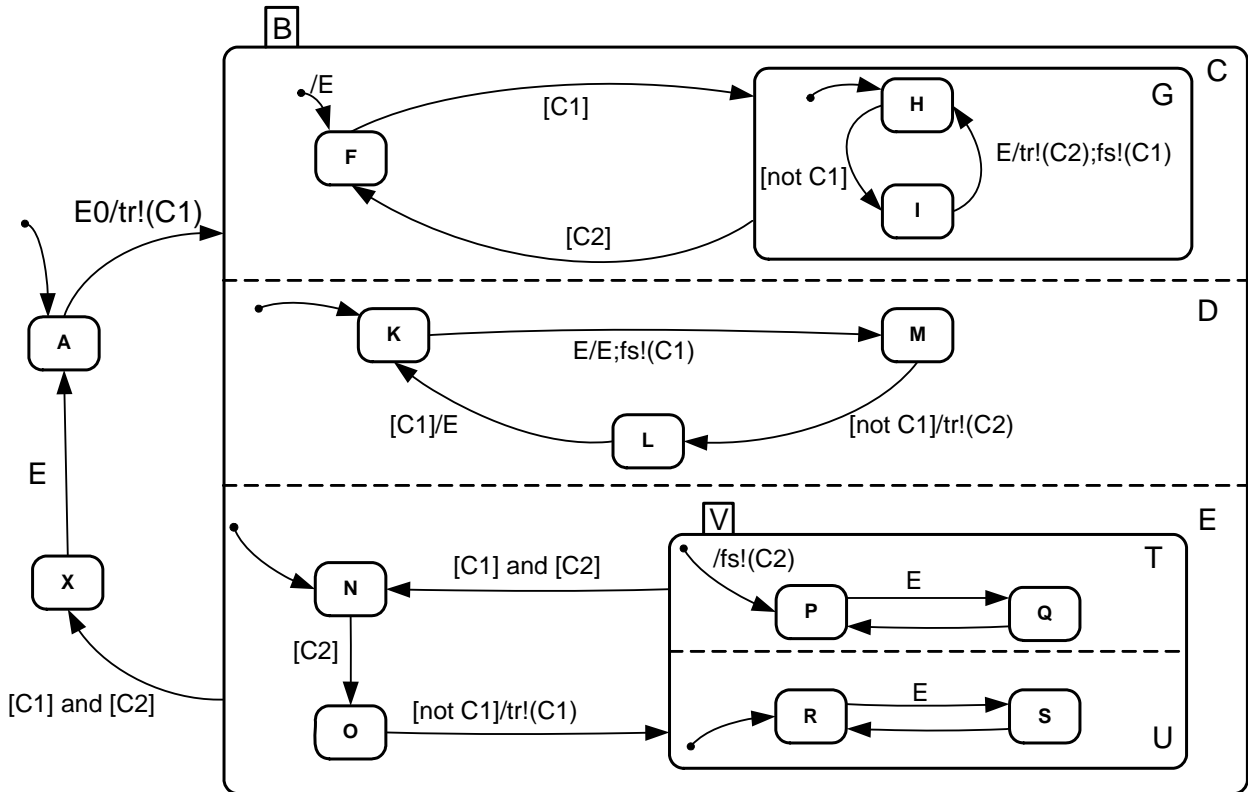 B
C
/E
[C1]
G
H
E/tr!(C2);fs!(C1)
F
[not C1]
I
[C2]
E0/tr!(C1)
A
D
K
E/E;fs!(C1)
M
[C1]/E
L
[not C1]/tr!(C2)
E
E
V
T
/fs!(C2)
[C1] and [C2]
E
X
N
P
Q
[C2]
[C1] and [C2]
[not C1]/tr!(C1)
E
O
R
S
U